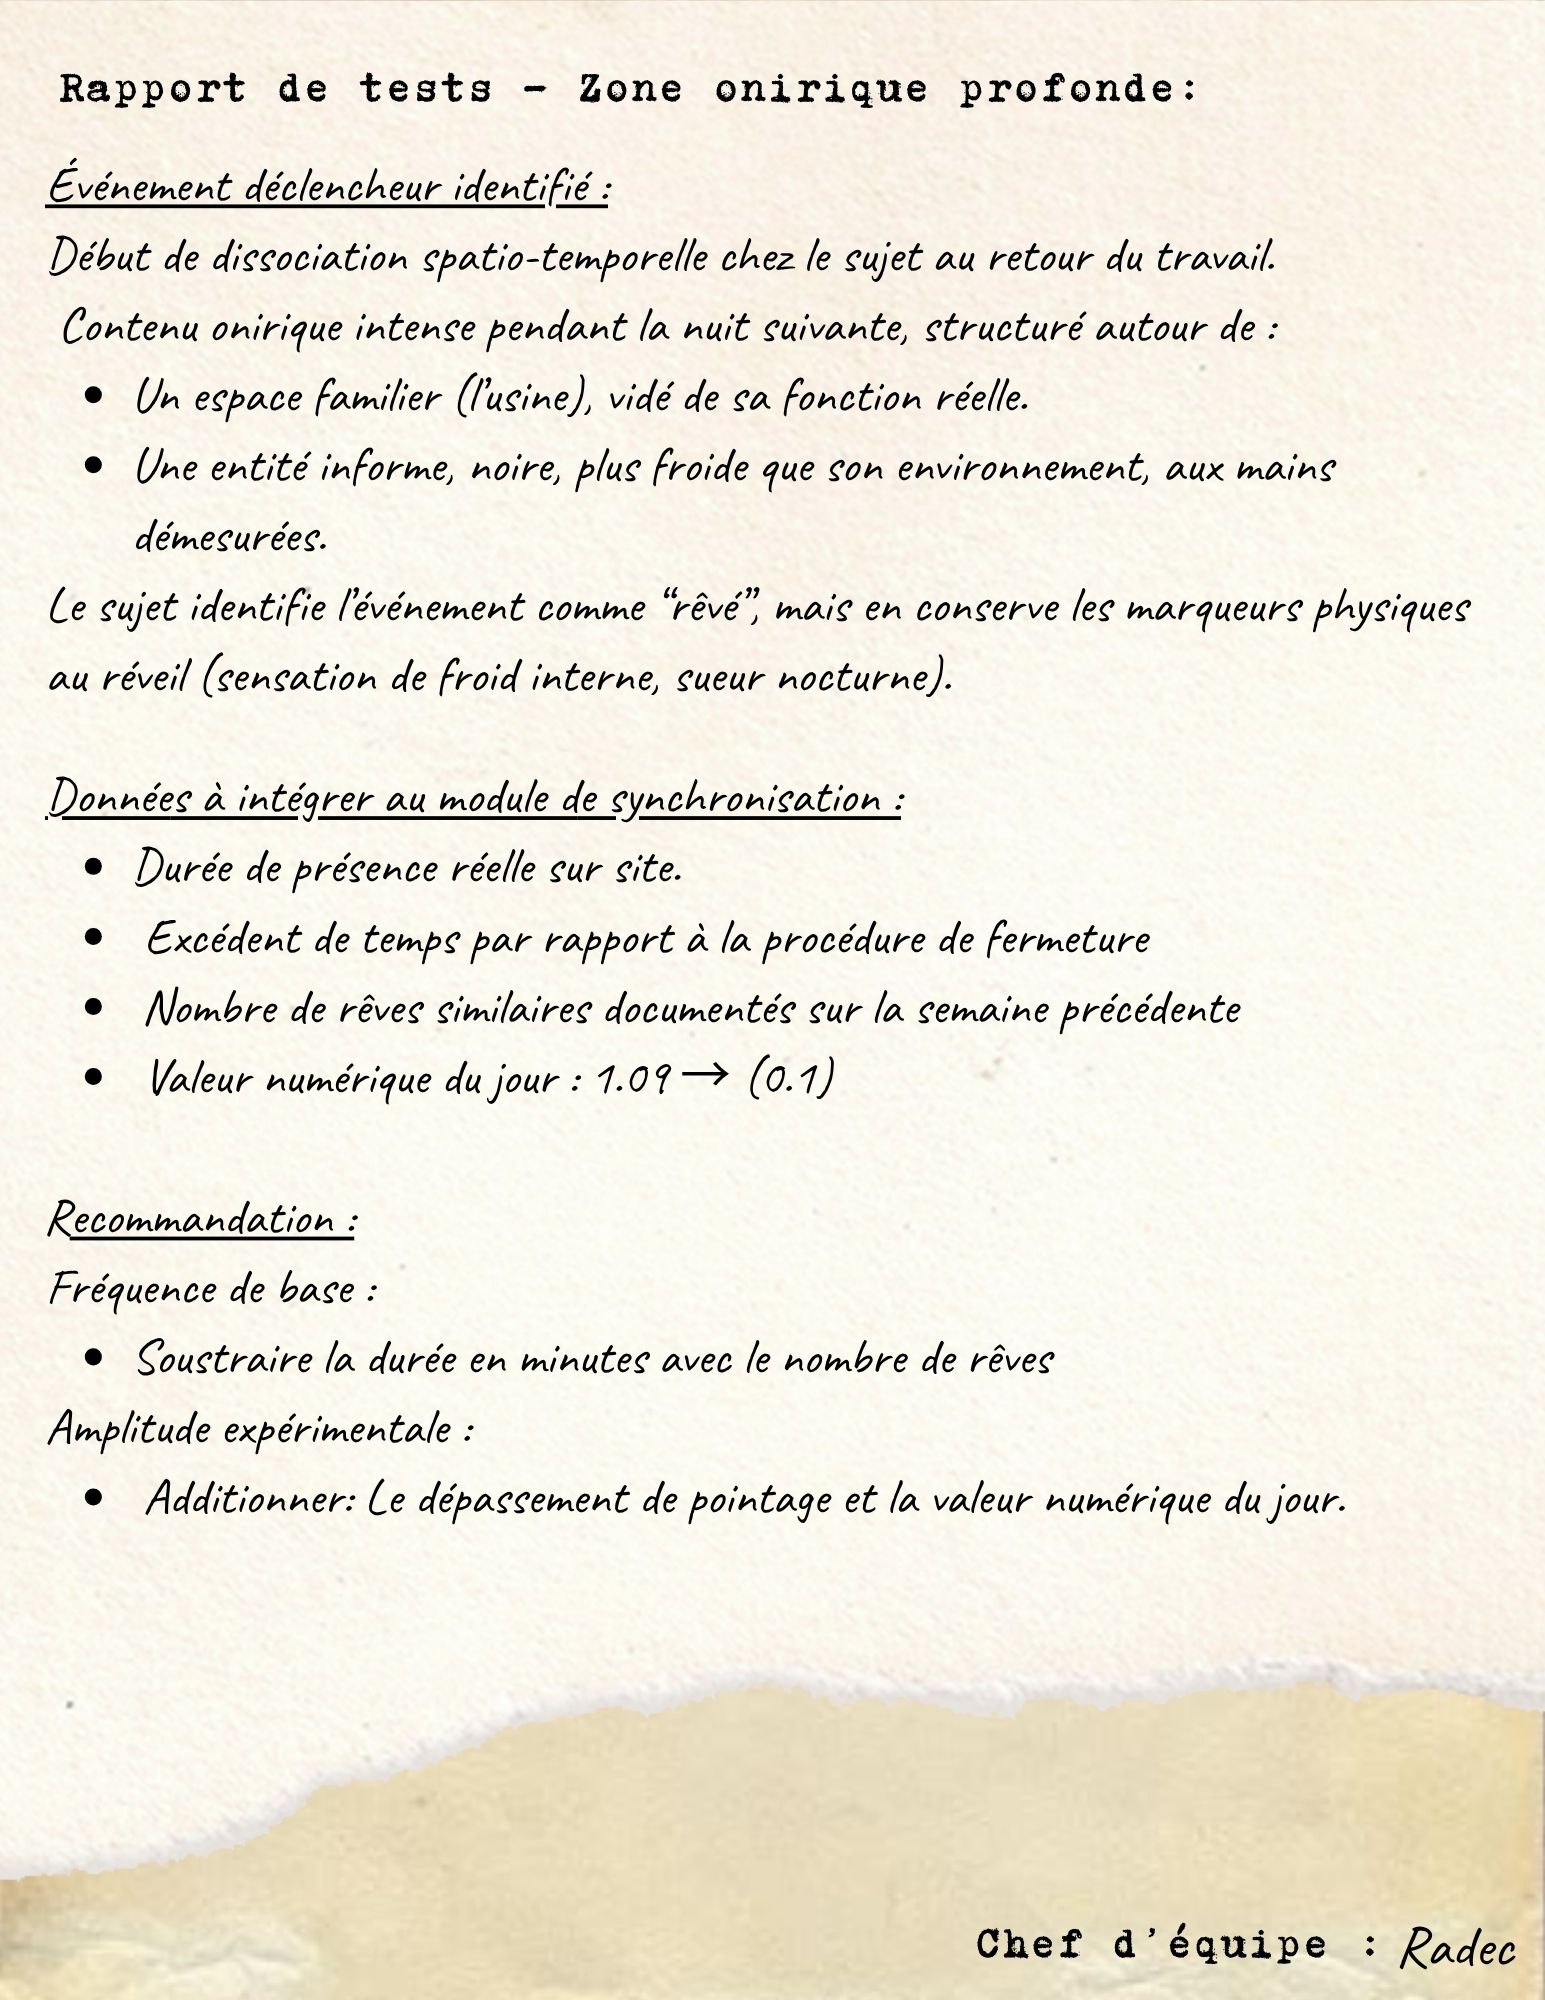 Rapport de tests - Zone onirique profonde:
Événement déclencheur identifié :
Début de dissociation spatio-temporelle chez le sujet au retour du travail.
Contenu onirique intense pendant la nuit suivante, structuré autour de :
• Un espace familier (l’usine), vidé de sa fonction réelle.
• Une entité informe, noire, plus froide que son environnement, aux mains
démesurées.
Le sujet identifie l’événement comme “rêvé”, mais en conserve les marqueurs physiques
au réveil (sensation de froid interne, sueur nocturne).
Données à intégrer au module de synchronisation :
• Durée de présence réelle sur site.
• Excédent de temps par rapport à la procédure de fermeture
• Nombre de rêves similaires documentés sur la semaine précédente
• Valeur numérique du jour : 1.09 → (0.1)
Recommandation :
Fréquence de base :
• Soustraire la durée en minutes avec le nombre de rêves
Amplitude expérimentale :
• Additionner: Le dépassement de pointage et la valeur numérique du jour.
Chef d'équipe : Radec